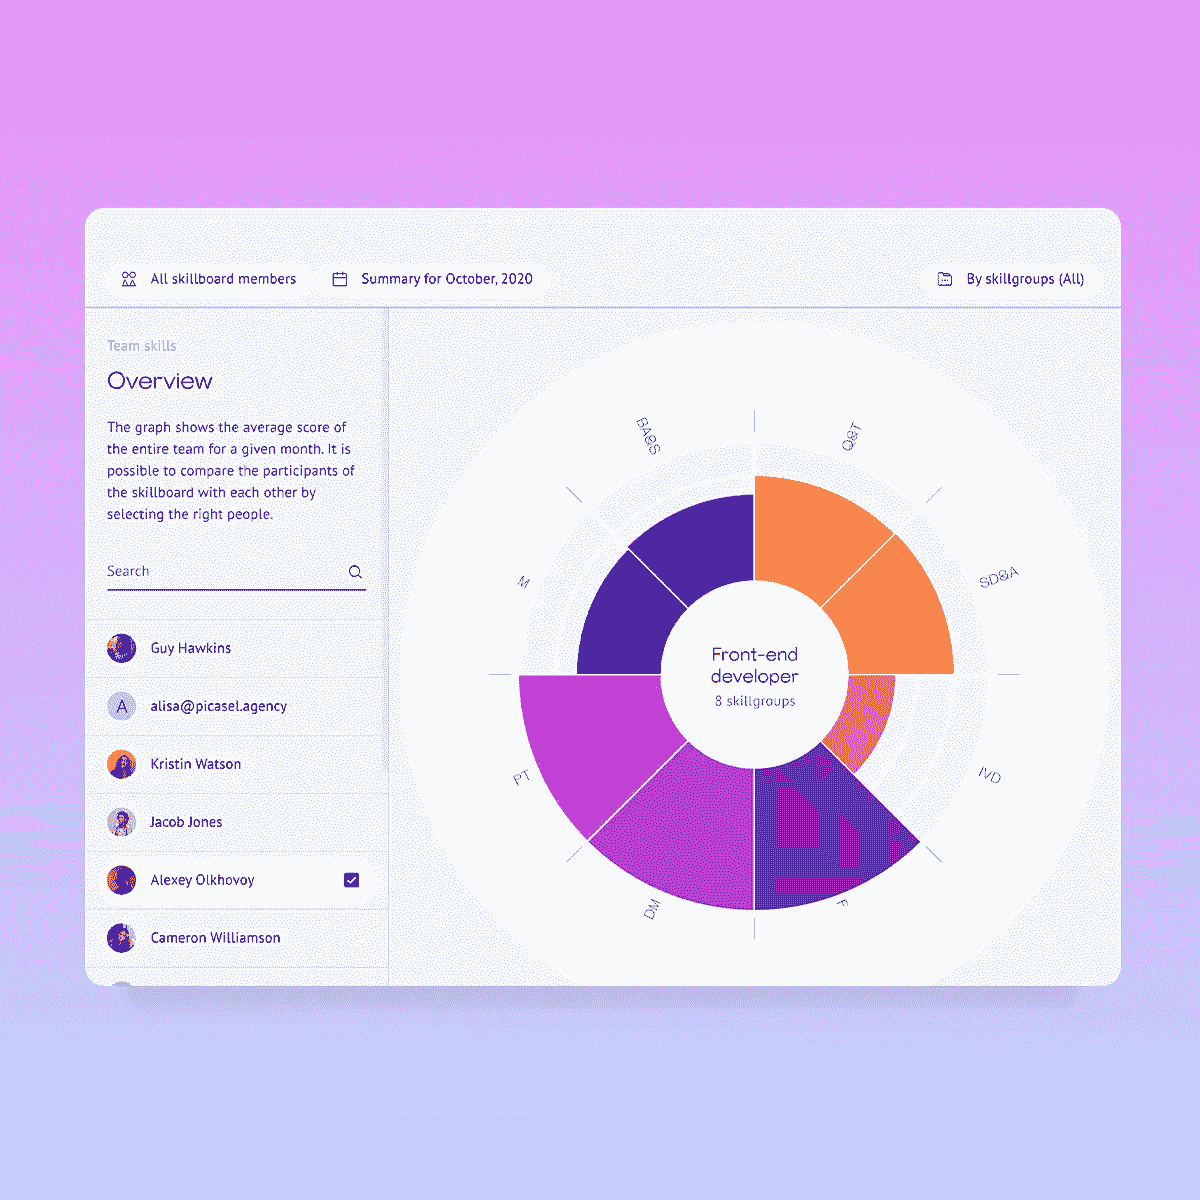 All skillboard members
Summary for October, 2020
By skillgroups (All)
Team skills
Overview
The graph shows the average score of
the entire team for a given month. It is
possible to compare the participants of
the skillboard with each other by
selecting the right people.
Search
Guy Hawkins
A
alisa@picasel.agency
Kristin Watson
Jacob Jones
Alexey Olkhovoy
Cameron Williamson
BA&S
Q&T
M
SD&A
Front-end
developer
8 skillgroups
PT
IVD
DM